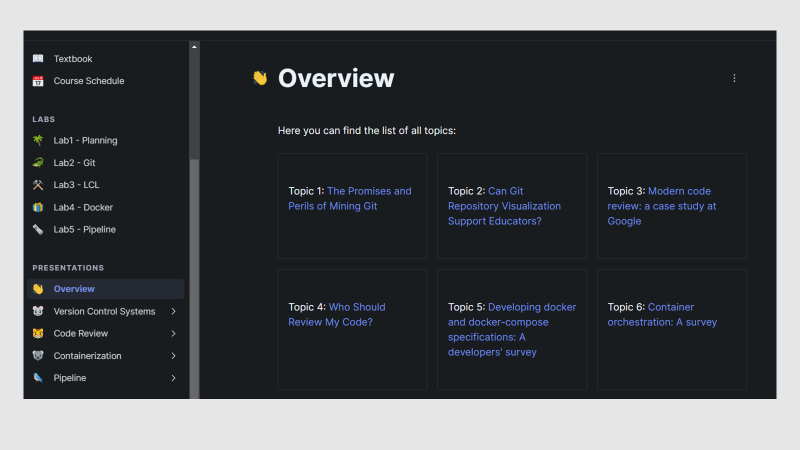 Textbook
Course Schedule
LABS
Lab1 - Planning
Lab2 - Git
Lab3 - LCL
Lab4 - Docker
Lab5 - Pipeline
PRESENTATIONS
Overview
Version Control Systems
Code Review
Containerization
Pipeline
Overview
Here you can find the list of all topics:
Topic 1: The Promises and
Perils of Mining Git
Topic 2: Can Git
Repository Visualization
Support Educators?
Topic 3: Modern code
review: a case study at
Google
Topic 4: Who Should
Review My Code?
Topic 5: Developing docker
and docker-compose
specifications: A
developers' survey
Topic 6: Container
orchestration: A survey